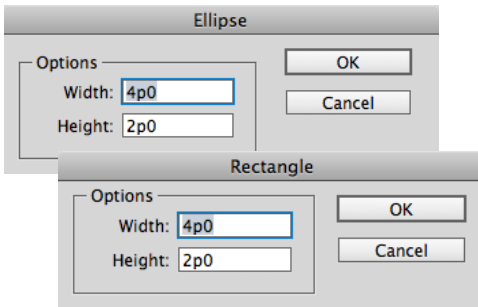 Ellipse
Options
OK
Width: 4p0
Cancel
Height: 2p0
Rectangle
Options
OK
Width: 4p0
Cancel
Height: 2p0